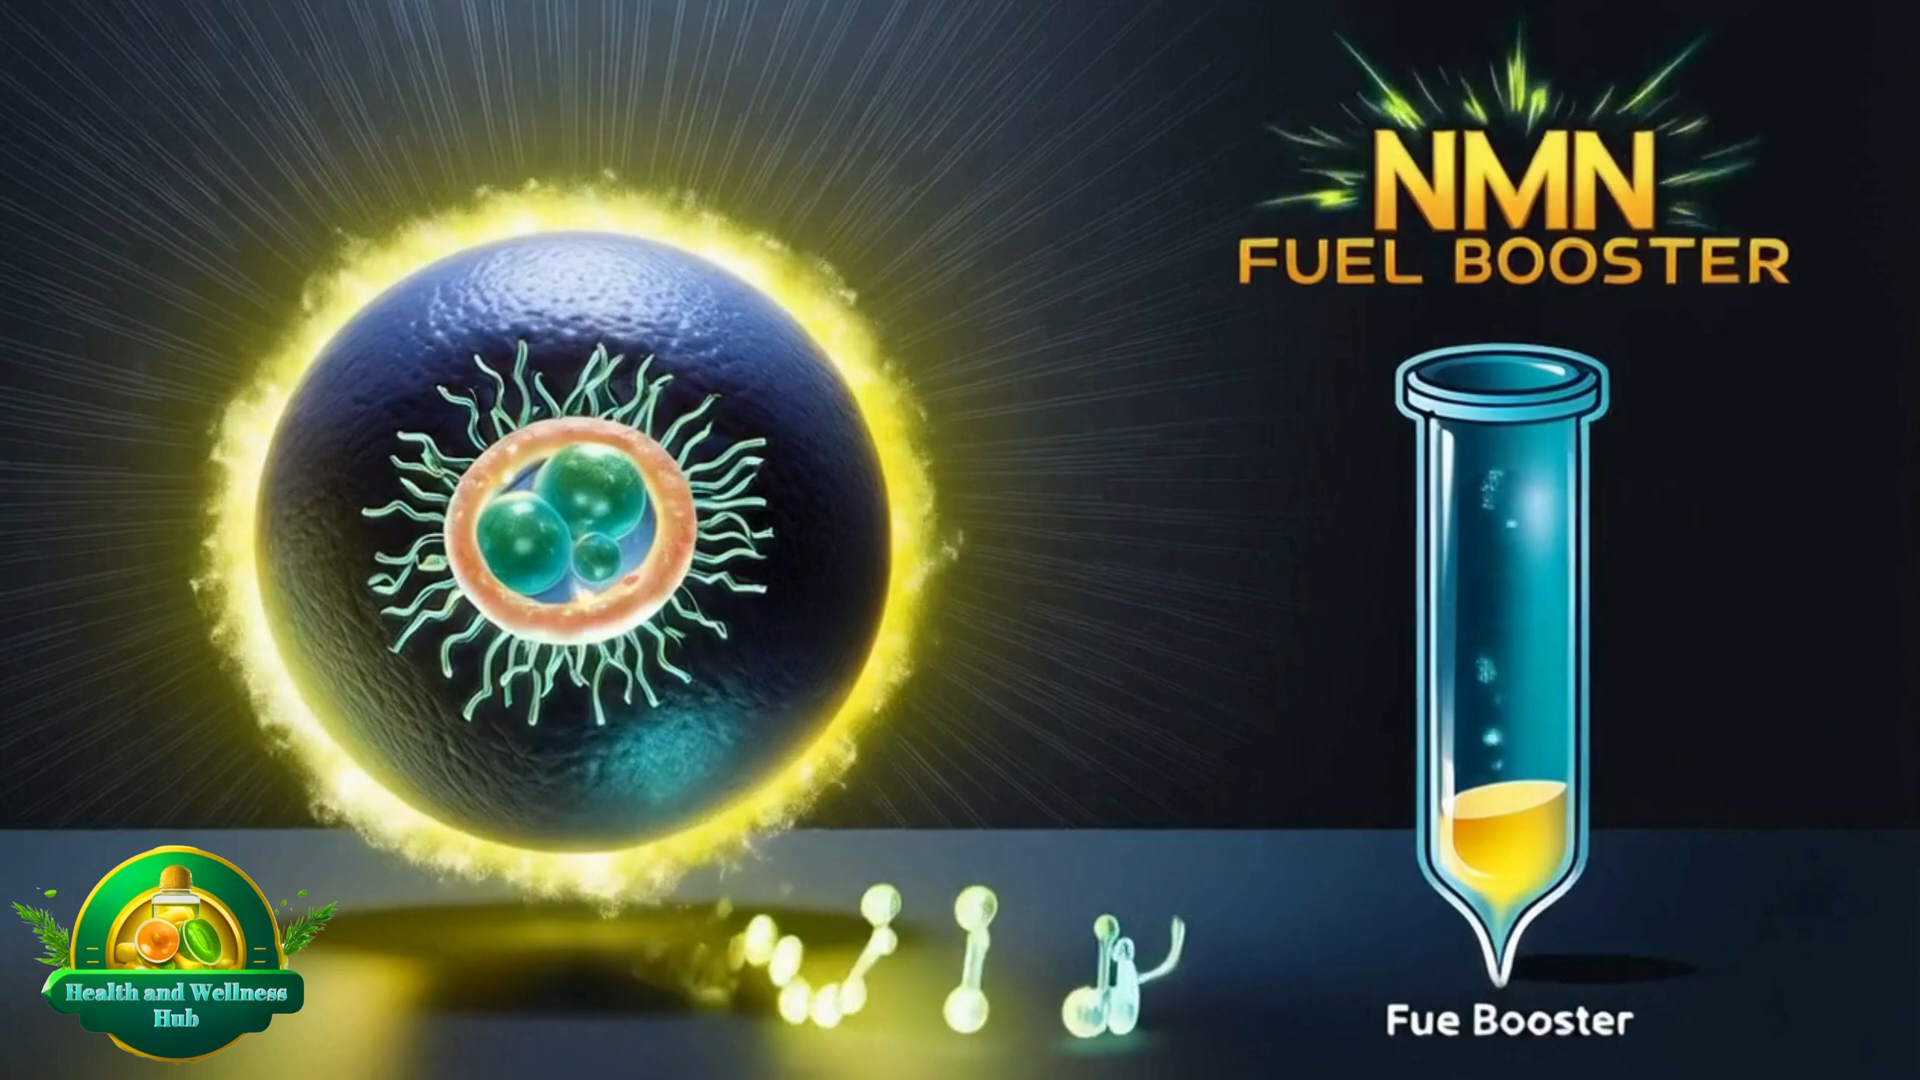 NMN
FUEL BOOSTER
Fue Booster
Health and Wellness
Hub